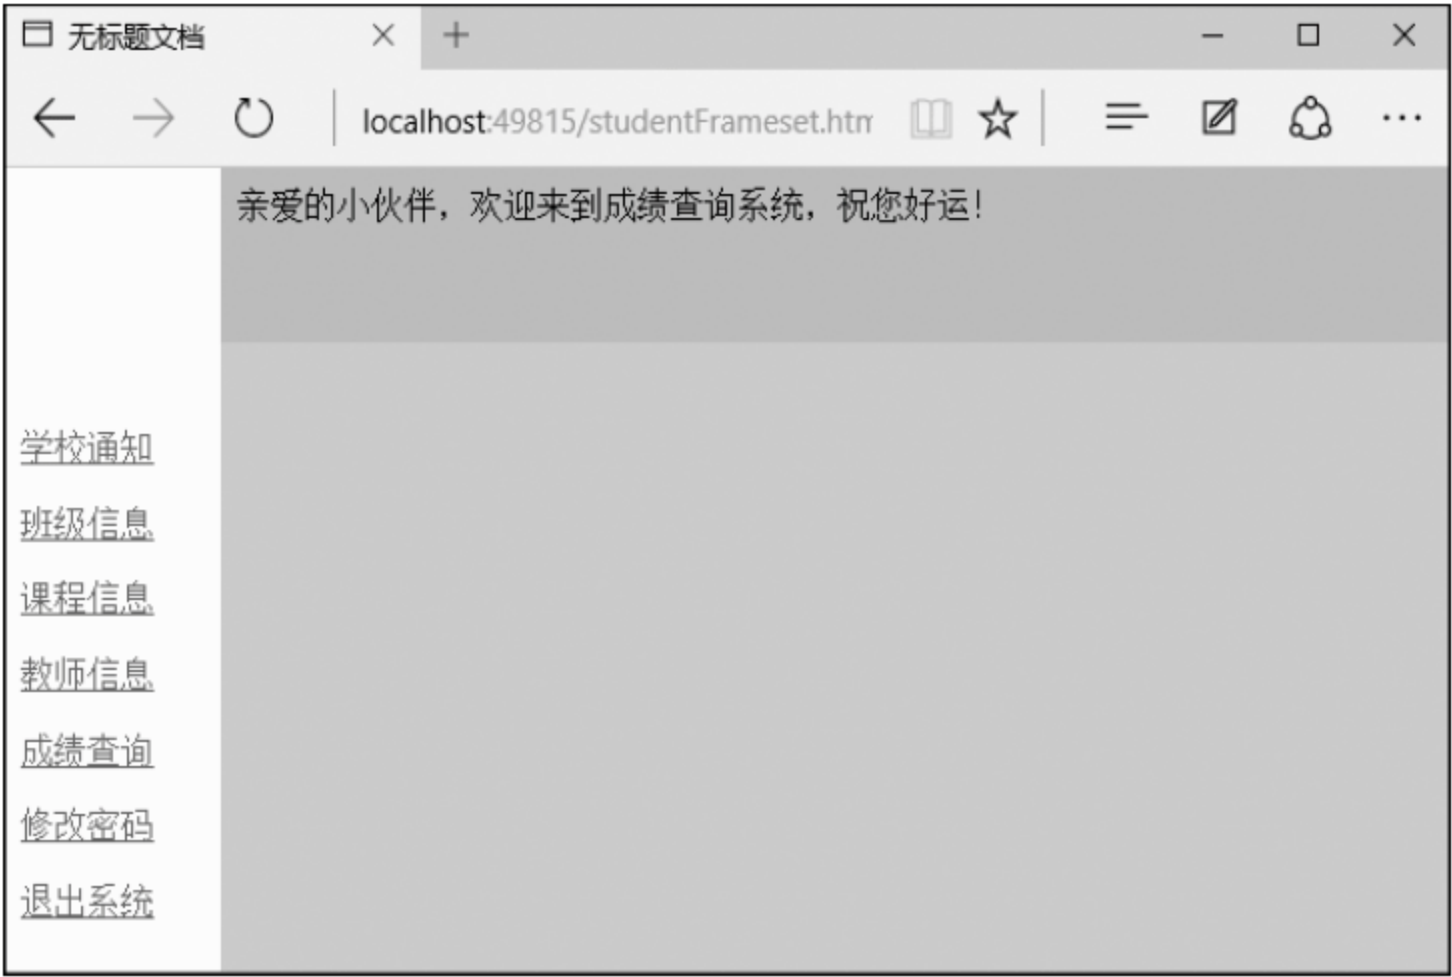 无标题文档
localhost:49815/studentFrameset.htm
亲爱的小伙伴，欢迎来到成绩查询系统，祝您好运！
学校通知
班级信息
课程信息
教师信息
成绩查询
修改密码
退出系统